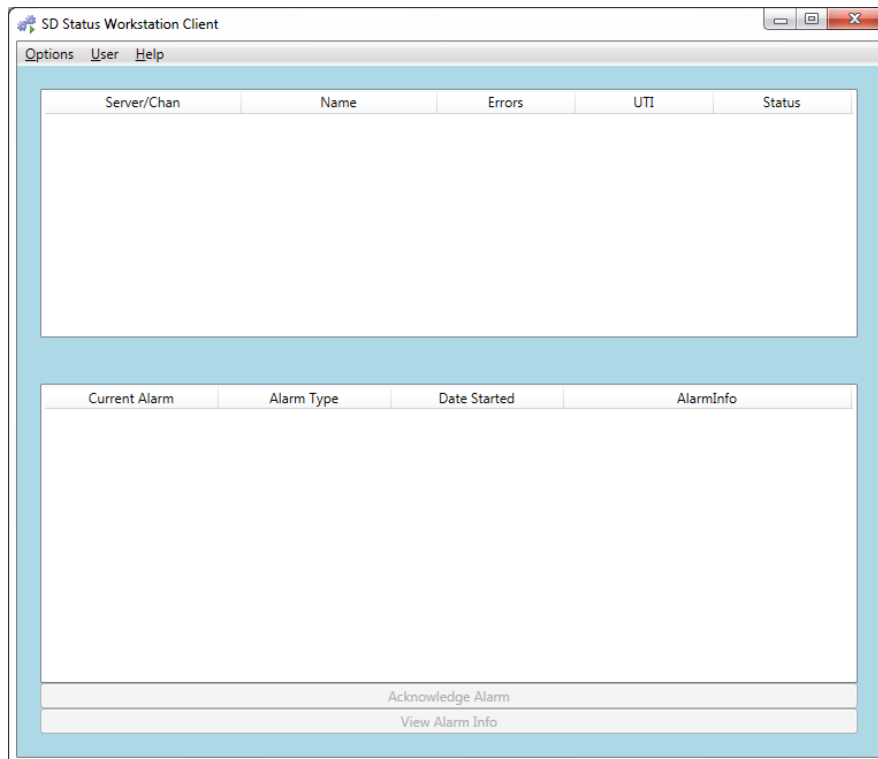 SD Status Workstation Client
Options User Help
Server/Chan Name Errors UTI Status
Current Alarm Alarm Type Date Started AlarmInfo
Acknowledge Alarm
View Alarm Info